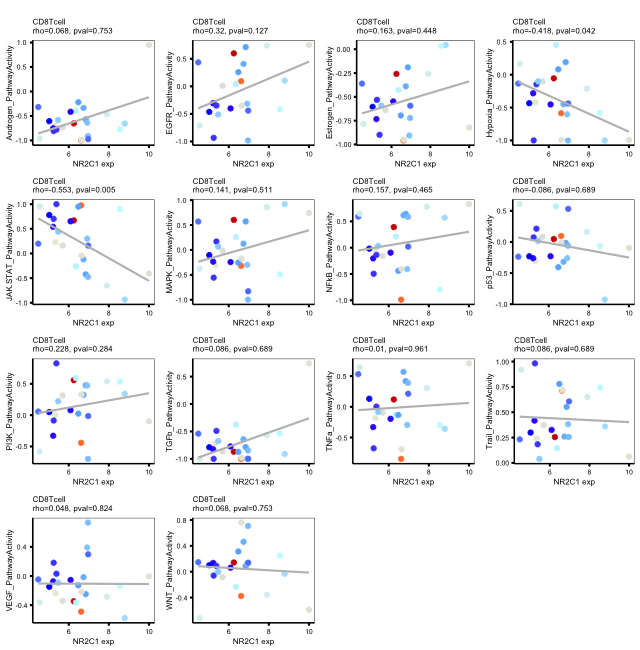 CD8Tcell
rho=0.068, pval=0.753
Androgen_PathwayActivity
1.0
0.5
0.0
-0.5
-1.0
6
8
10
NR2C1 exp
CD8Tcell
rho=0.32, pval=0.127
EGFR_PathwayActivity
1.0
0.5
0.0
-0.5
-1.0
6
8
10
NR2C1 exp
CD8Tcell
rho=0.163, pval=0.448
Estrogen_PathwayActivity
0.00
-0.25
-0.50
-0.75
-1.00
6
8
10
NR2C1 exp
CD8Tcell
rho=-0.418, pval=0.042
Hypoxia_PathwayActivity
0.5
0.0
-0.5
-1.0
6
8
10
NR2C1 exp
CD8Tcell
rho=-0.553, pval=0.005
JAK.STAT_PathwayActivity
1.0
0.5
0.0
-0.5
-1.0
6
8
10
NR2C1 exp
CD8Tcell
rho=0.141, pval=0.511
MAPK_PathwayActivity
1.0
0.5
0.0
-0.5
-1.0
6
8
10
NR2C1 exp
CD8Tcell
rho=0.157, pval=0.465
NFkB_PathwayActivity
0.5
0.0
-0.5
-1.0
6
8
10
NR2C1 exp
CD8Tcell
rho=-0.086, pval=0.689
p53_PathwayActivity
0.5
0.0
-0.5
-1.0
6
8
10
NR2C1 exp
CD8Tcell
rho=0.228, pval=0.284
PI3K_PathwayActivity
0.5
0.0
-0.5
6
8
10
NR2C1 exp
CD8Tcell
rho=0.086, pval=0.689
TGFb_PathwayActivity
0.5
0.0
-0.5
-1.0
6
8
10
NR2C1 exp
CD8Tcell
rho=0.01, pval=0.961
TNFa_PathwayActivity
0.5
0.0
-0.5
6
8
10
NR2C1 exp
CD8Tcell
rho=0.086, pval=0.689
Trail_PathwayActivity
1.00
0.75
0.50
0.25
0.00
6
8
10
NR2C1 exp
CD8Tcell
rho=0.048, pval=0.824
VEGF_PathwayActivity
0.4
0.0
-0.4
6
8
10
NR2C1 exp
CD8Tcell
rho=0.068, pval=0.753
WNT_PathwayActivity
0.8
0.4
0.0
-0.4
6
8
10
NR2C1 exp